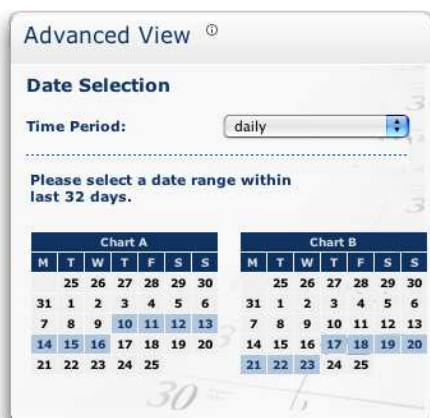 Advanced View
Date Selection
Time Period: daily
Please select a date range within
last 32 days.
Chart A
M T W T F S S
25 26 27 28 29 30
31 1 2 3 4 5 6
7 8 9 10 11 12 13
14 15 16 17 18 19 20
21 22 23 24 25
Chart B
M T W T F S S
25 26 27 28 29 30
31 1 2 3 4 5 6
7 8 9 10 11 12 13
14 15 16 17 18 19 20
21 22 23 24 25
30